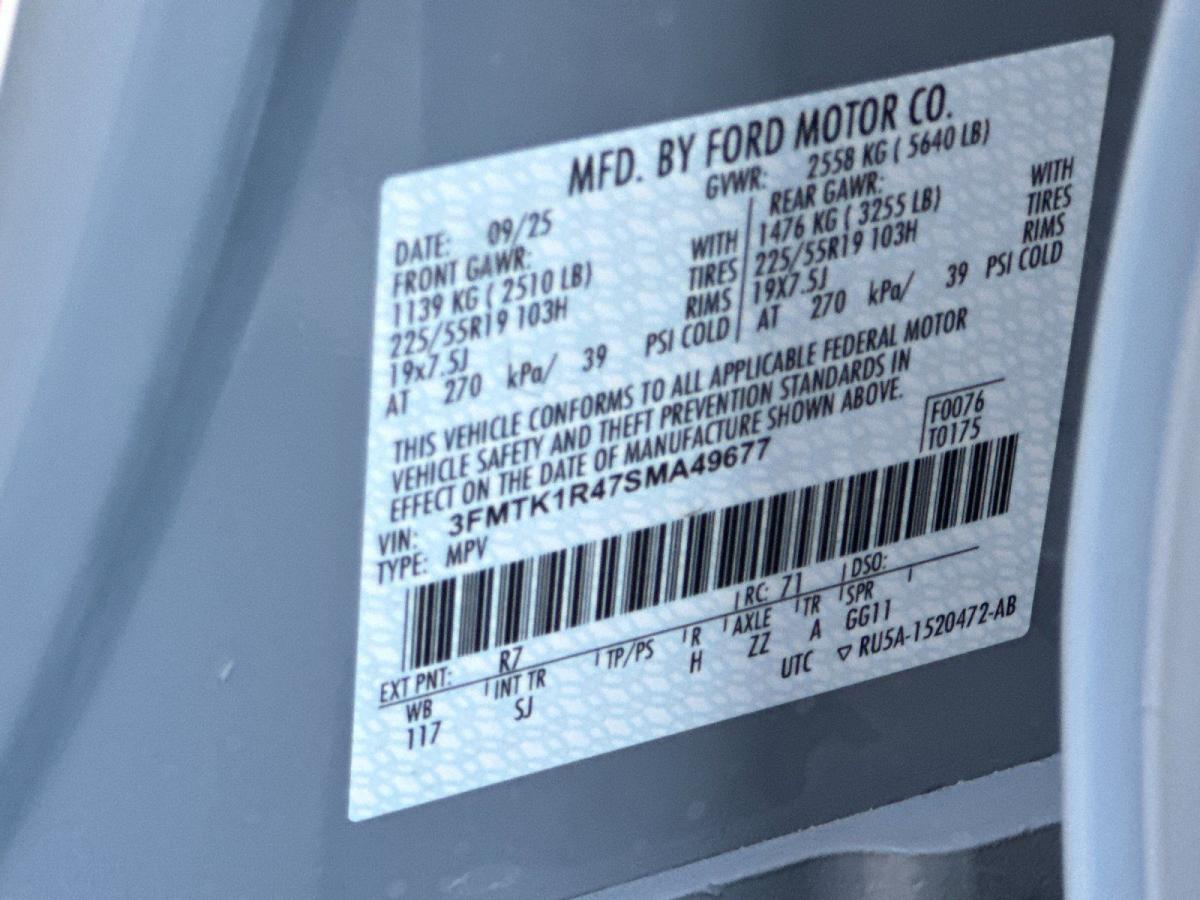 MFD. BY FORD MOTOR CO.
DATE: 09/25 GVWR: 2558 KG ( 5640 LB)
FRONT GAWR: REAR GAWR:
1139 KG ( 2510 LB) WITH 1476 KG ( 3255 LB) WITH
225/55R19 103H TIRES 225/55R19 103H TIRES
19x7.5J RIMS 19X7.5J RIMS
AT 270 kPa/ 39 PSI COLD AT 270 kPa/ 39 PSI COLD
THIS VEHICLE CONFORMS TO ALL APPLICABLE FEDERAL MOTOR
VEHICLE SAFETY AND THEFT PREVENTION STANDARDS IN
EFFECT ON THE DATE OF MANUFACTURE SHOWN ABOVE.
VIN: 3FMTK1R47SMA49677 F0076
TYPE: MPV T0175
EXT PNT: R7 RC: 71 DSO:
WB INT TR TP/PS R AXLE TR SPR
117 SJ H ZZ A GG11
UTC ▽ RU5A-1520472-AB